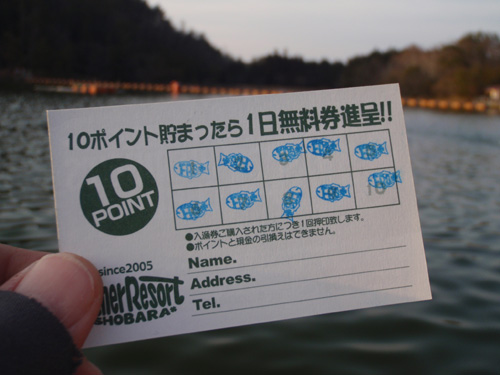 10ポイント貯まったら1日無料券進呈!!
10
POINT
●入漁券ご購入された方につき1回押印致します。
●ポイントと現金の引換えはできません。
since2005
Name.
Address.
Tel.
Resort
SHOBARA